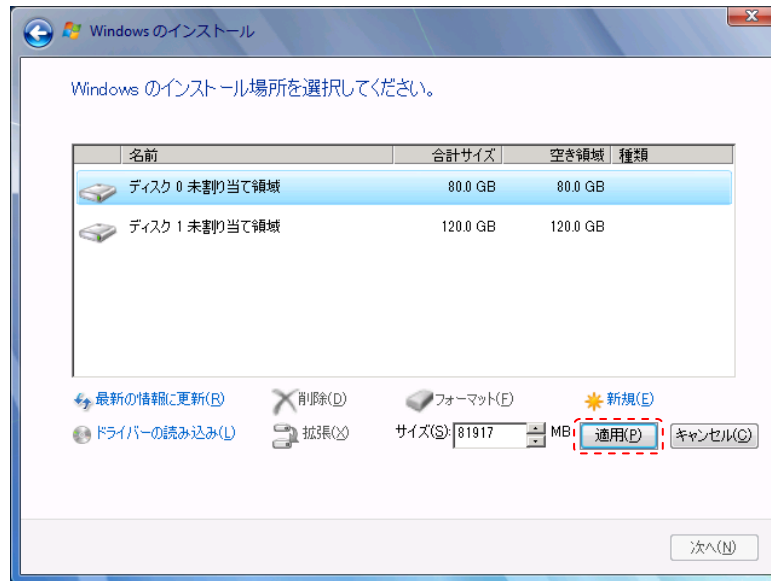 Windows のインストール
Windows のインストール場所を選択してください。
名前 合計サイズ 空き領域 種類
ディスク 0 未割り当て領域 80.0 GB 80.0 GB
ディスク 1 未割り当て領域 120.0 GB 120.0 GB
最新の情報に更新(R) 削除(D) フォーマット(F) 新規(E)
ドライバーの読み込み(L) 拡張(X) サイズ(S): 81917 MB 適用(P) キャンセル(C)
次へ(N)